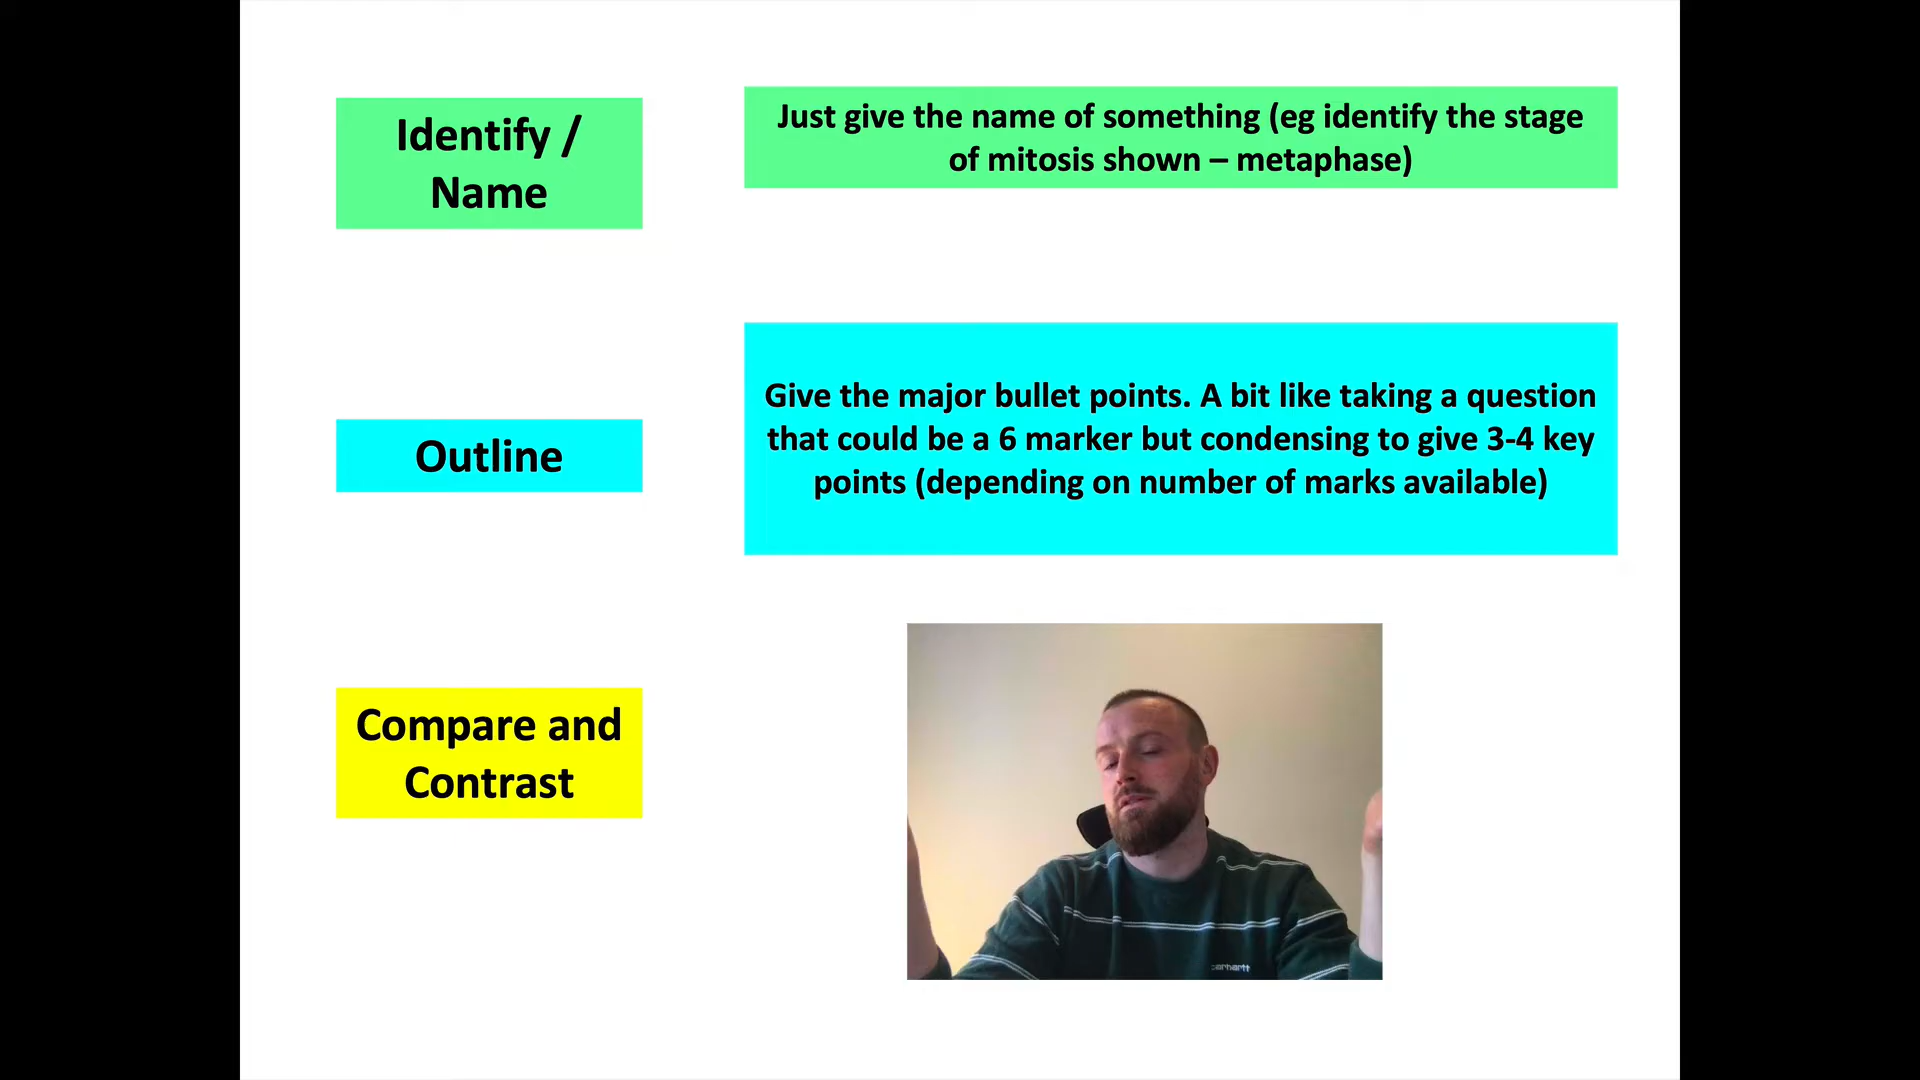 Identify /
Name
Just give the name of something (eg identify the stage
of mitosis shown – metaphase)
Outline
Give the major bullet points. A bit like taking a question
that could be a 6 marker but condensing to give 3-4 key
points (depending on number of marks available)
Compare and
Contrast
carhartt